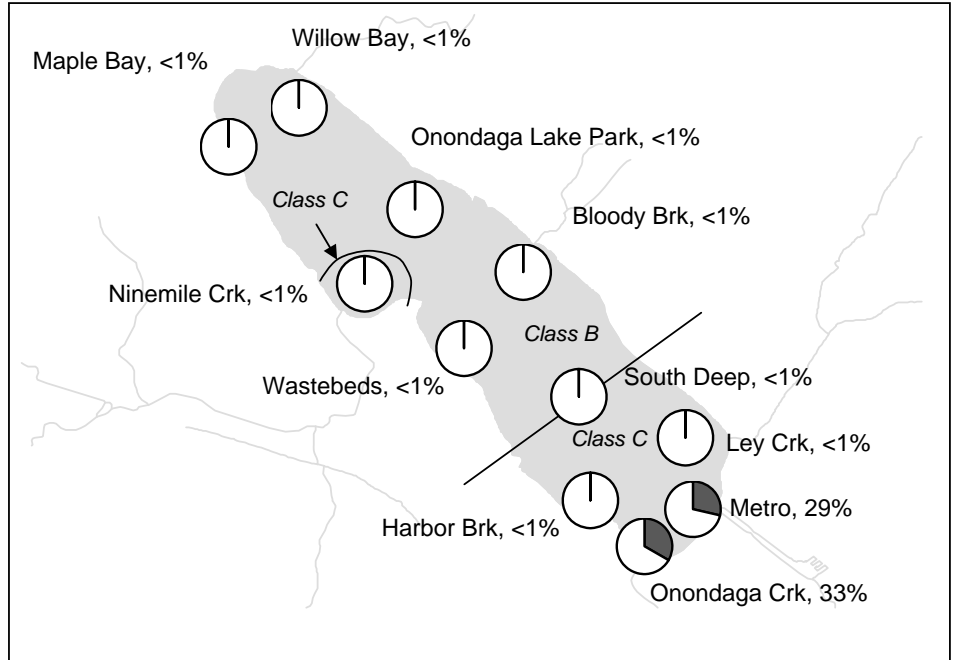 Willow Bay, <1%
Maple Bay, <1%
Onondaga Lake Park, <1%
Class C
Bloody Brk, <1%
Ninemile Crk, <1%
Class B
Wastebeds, <1%
South Deep, <1%
Class C
Ley Crk, <1%
Metro, 29%
Harbor Brk, <1%
Onondaga Crk, 33%